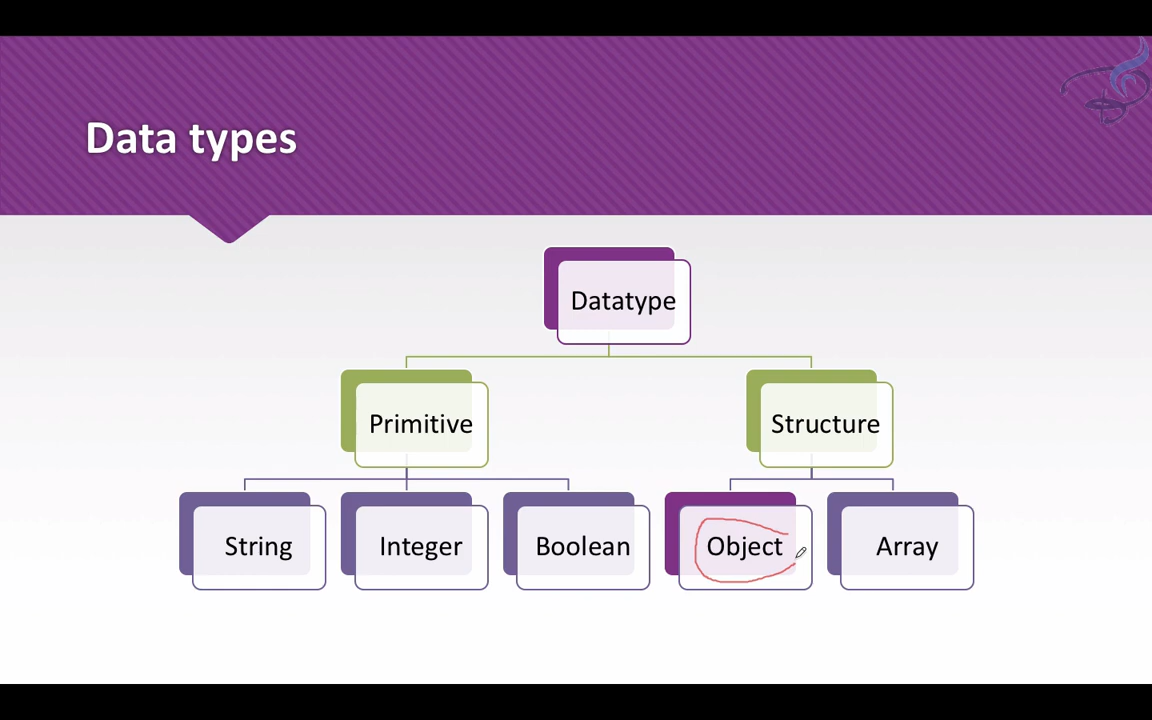 Data types
Datatype
Primitive
Structure
String
Integer
Boolean
Object
Array